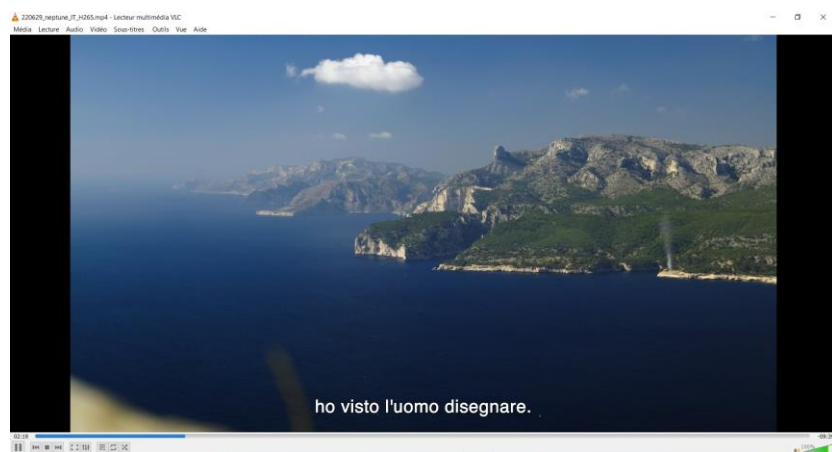 220629_neptune_IT_H265.mp4 - Lecteur multimédia VLC
Média Lecture Audio Vidéo Sous-titres Outils Vue Aide
ho visto l'uomo disegnare.
02:18
100%